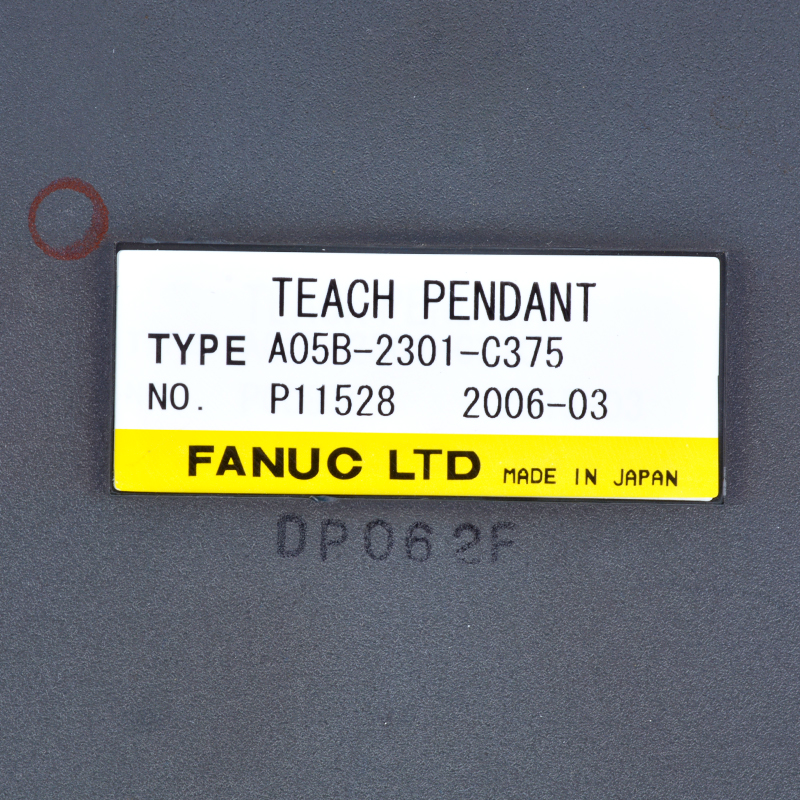 TEACH PENDANT
TYPE A05B-2301-C375
NO. P11528 2006-03
FANUC LTD MADE IN JAPAN
DP062F